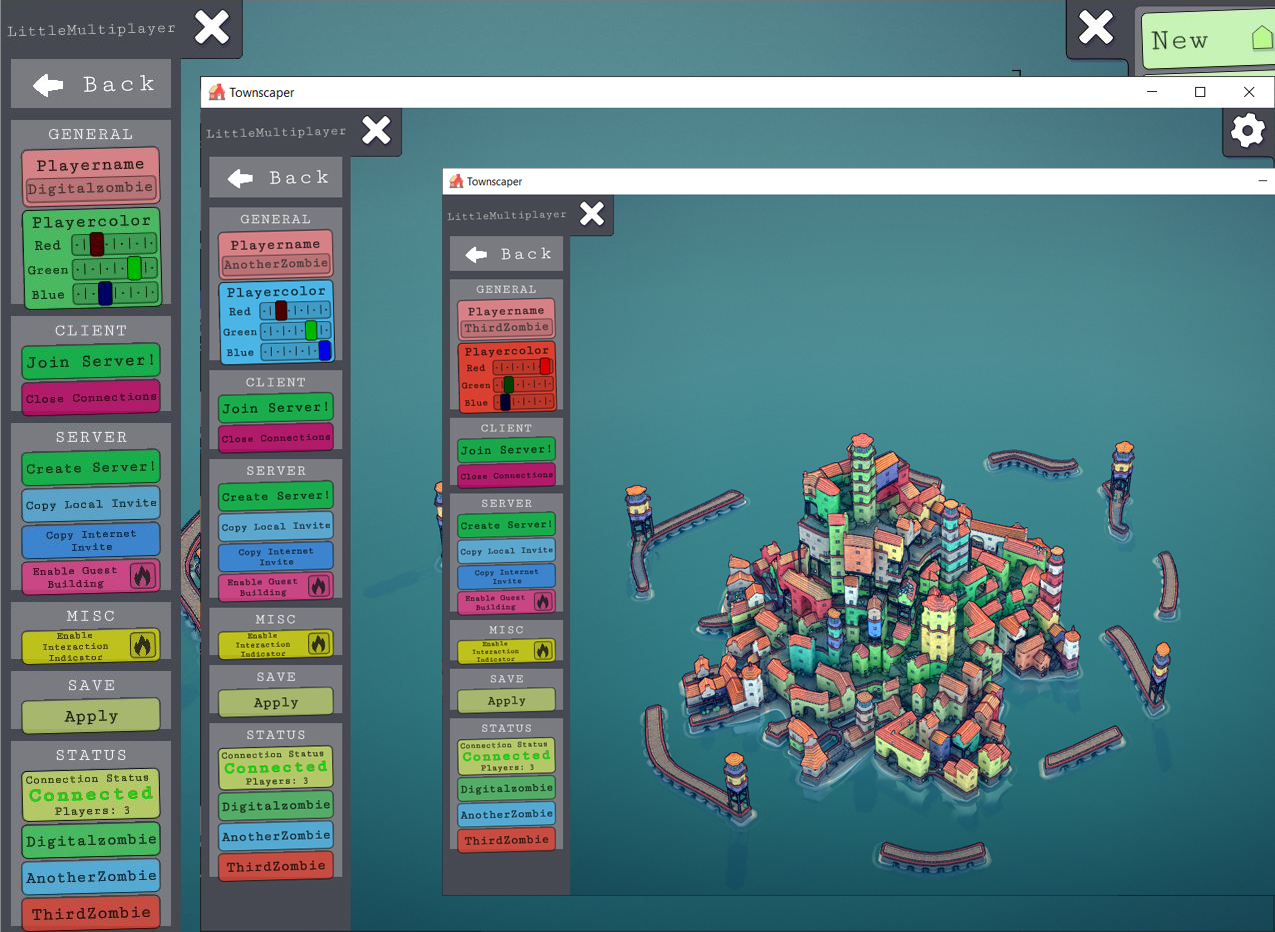 LittleMultiplayer
Back
GENERAL
Playername
Digitalzombie
Playercolor
Red
Green
Blue
CLIENT
Join Server!
Close Connections
SERVER
Create Server!
Copy Local Invite
Copy Internet
Invite
Enable Guest
Building
MISC
Enable
Interaction
Indicator
SAVE
Apply
STATUS
Connection Status
Connected
Players: 3
Digitalzombie
AnotherZombie
ThirdZombie
New
Townscaper
LittleMultiplayer
Back
GENERAL
Playername
AnotherZombie
Playercolor
Red
Green
Blue
CLIENT
Join Server!
Close Connections
SERVER
Create Server!
Copy Local Invite
Copy Internet
Invite
Enable Guest
Building
MISC
Enable
Interaction
Indicator
SAVE
Apply
STATUS
Connection Status
Connected
Players: 3
Digitalzombie
AnotherZombie
ThirdZombie
Townscaper
LittleMultiplayer
Back
GENERAL
Playername
ThirdZombie
Playercolor
Red
Green
Blue
CLIENT
Join Server!
Close Connections
SERVER
Create Server!
Copy Local Invite
Copy Internet
Invite
Enable Guest
Building
MISC
Enable
Interaction
Indicator
SAVE
Apply
STATUS
Connection Status
Connected
Players: 3
Digitalzombie
AnotherZombie
ThirdZombie